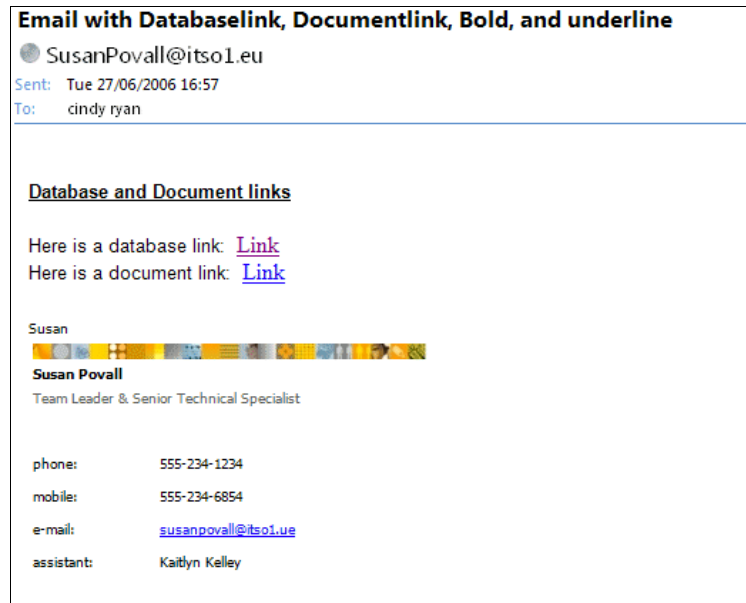 Email with Databaselink, Documentlink, Bold, and underline
SusanPovall@itso1.eu
Sent: Tue 27/06/2006 16:57
To: cindy ryan
Database and Document links
Here is a database link: Link
Here is a document link: Link
Susan
Susan Povall
Team Leader & Senior Technical Specialist
phone: 555-234-1234
mobile: 555-234-6854
e-mail: susanpovall@itso1.ue
assistant: Kaitlyn Kelley